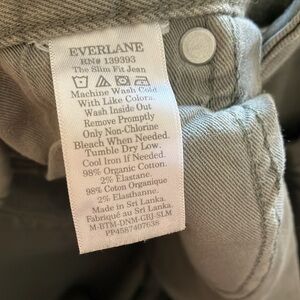 EVERLANE
RN# 139393
The Slim Fit Jean
Machine Wash Cold
With Like Colors.
Wash Inside Out
Remove Promptly
Only Non-Chlorine
Bleach When Needed.
Tumble Dry Low.
Cool Iron if Needed.
98% Organic Cotton.
2% Elastane.
98% Coton Organique
2% Elasthanne.
Made in Sri Lanka.
Fabriqué au Sri Lanka.
M-BTM-DNM-GBJ-SLM
PP4587407638